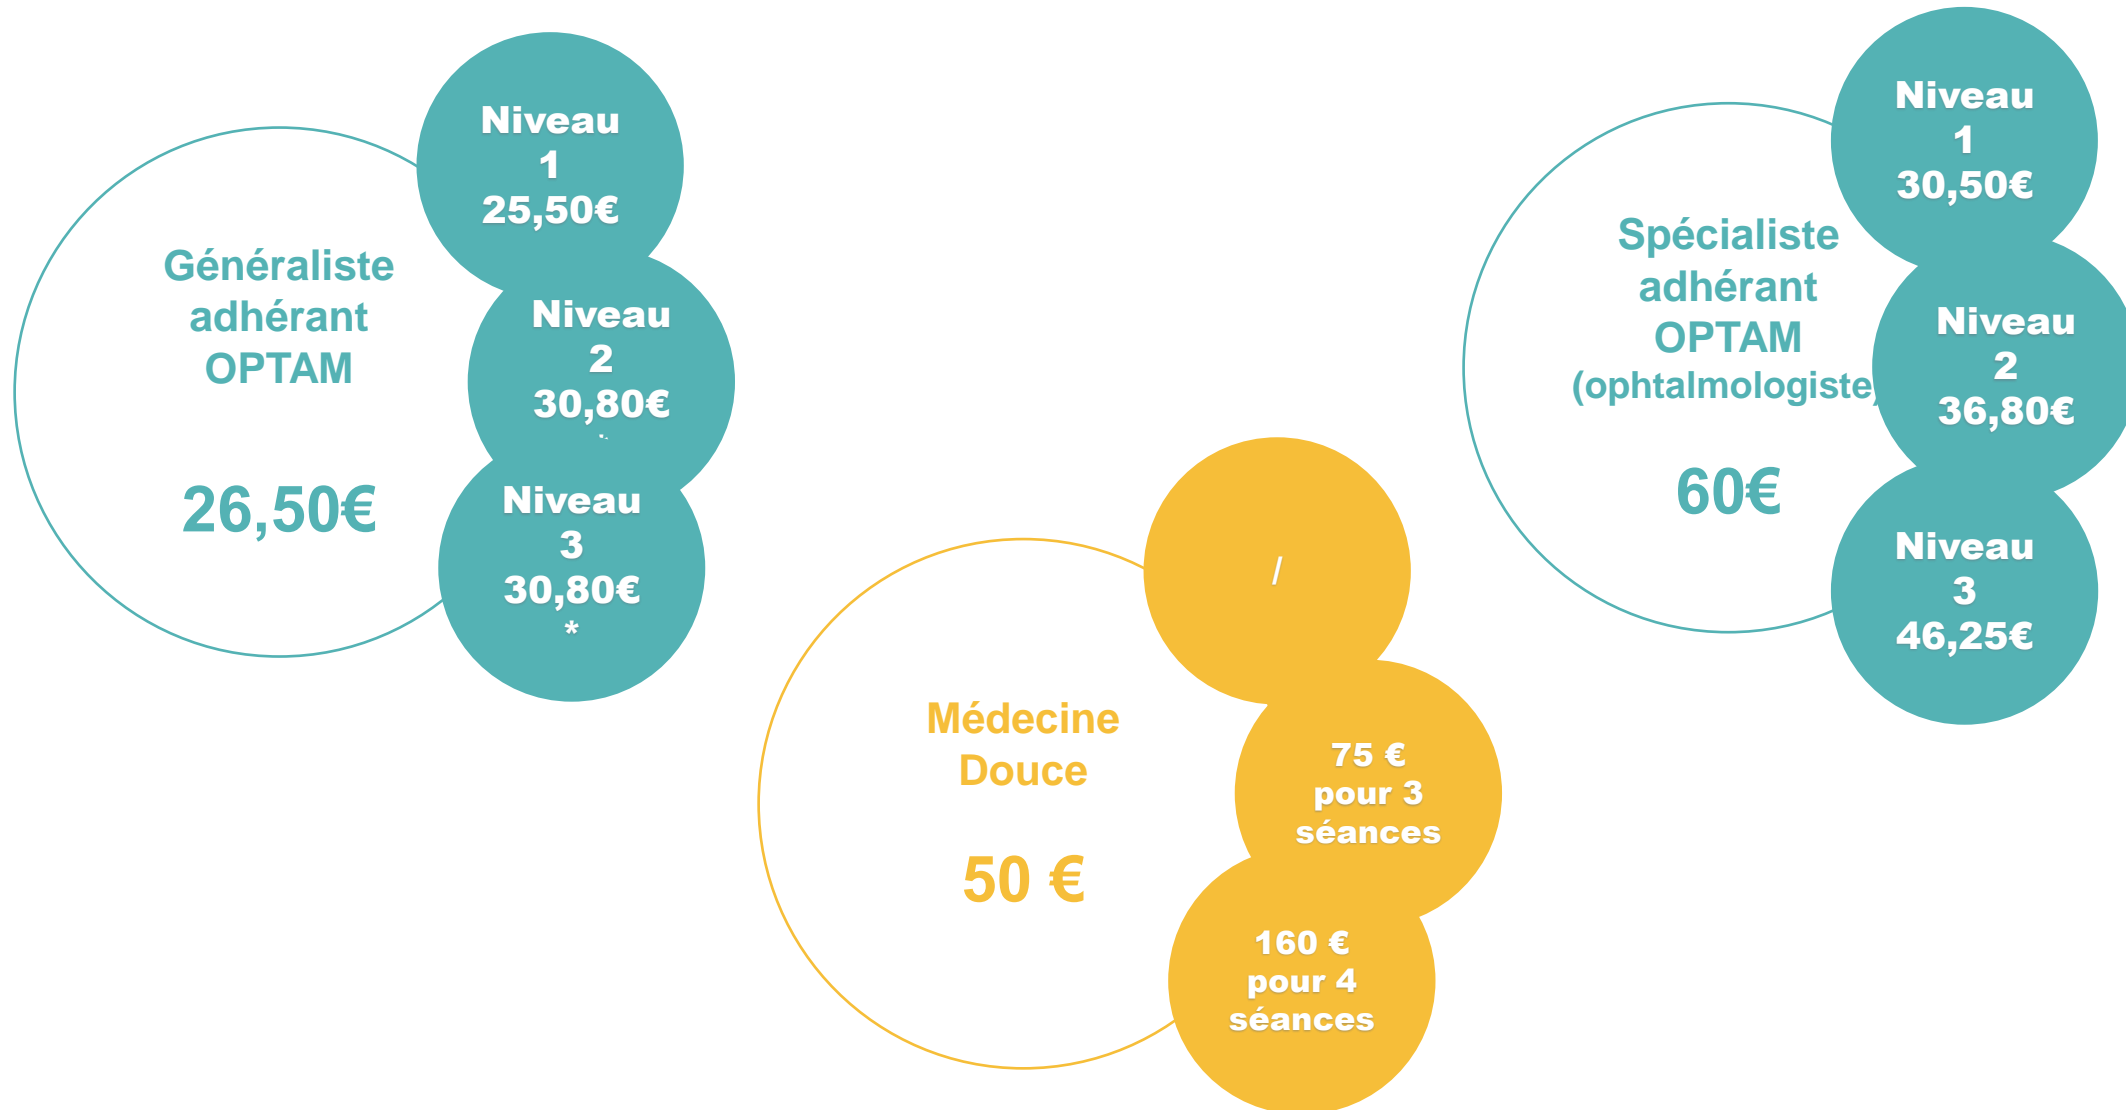 Généraliste
adhérant
OPTAM
26,50€
Niveau
1
25,50€
Niveau
2
30,80€
Niveau
3
30,80€
*
Médecine
Douce
50 €
/
75 €
pour 3
séances
160 €
pour 4
séances
Spécialiste
adhérant
OPTAM
(ophtalmologiste
60€
Niveau
1
30,50€
Niveau
2
36,80€
Niveau
3
46,25€